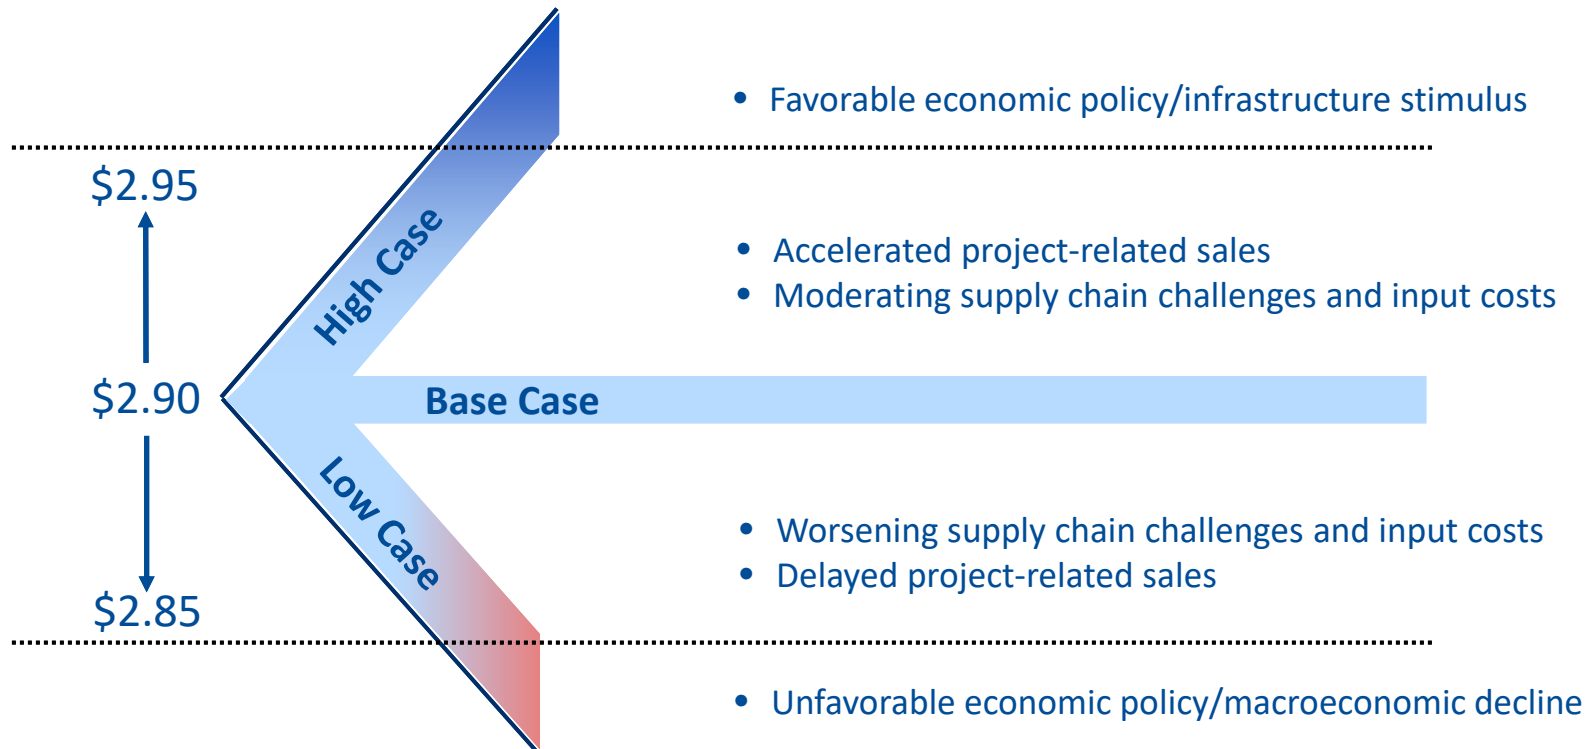 • Favorable economic policy/infrastructure stimulus
$2.95
High Case
• Accelerated project-related sales
• Moderating supply chain challenges and input costs
$2.90
Base Case
Low Case
• Worsening supply chain challenges and input costs
• Delayed project-related sales
$2.85
• Unfavorable economic policy/macroeconomic decline